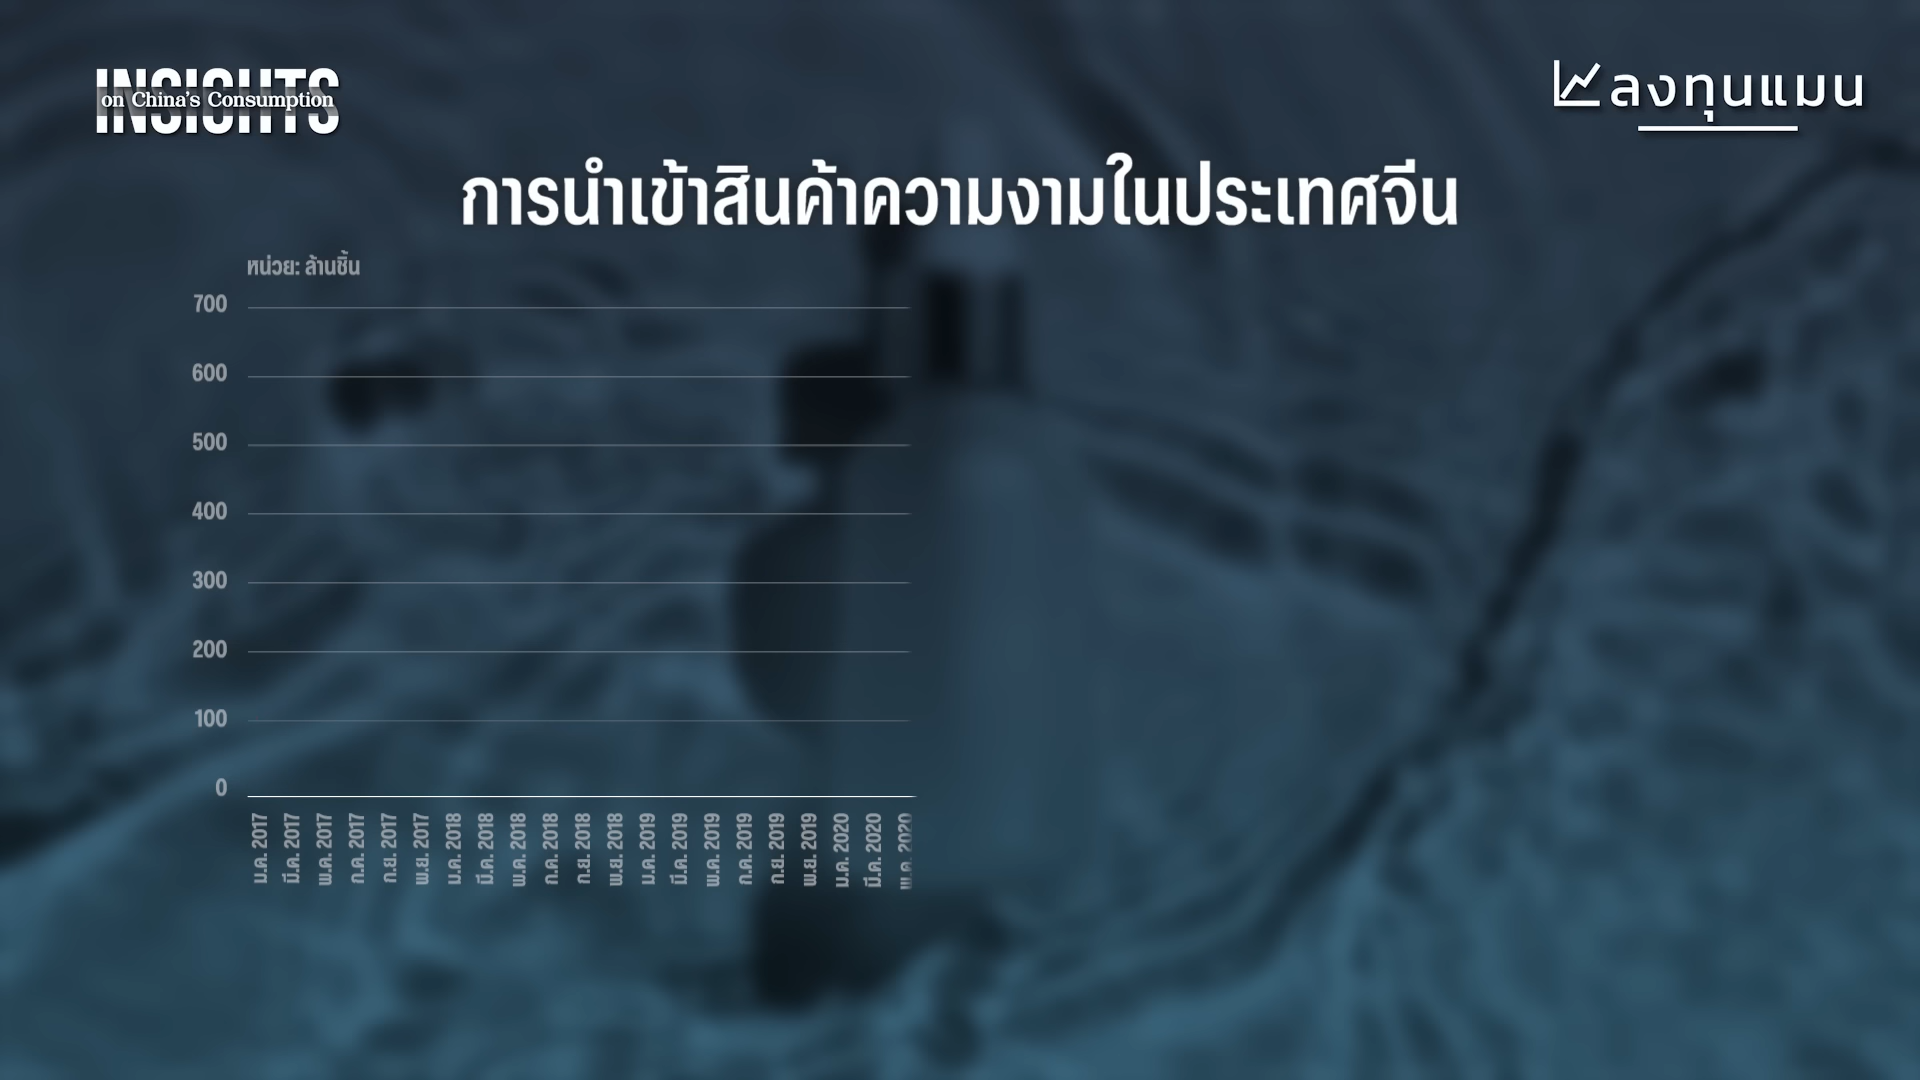 INSIGHTS
on China's Consumption
ลงทุนแมน
การนำเข้าสินค้าความงามในประเทศจีน
หน่วย: ล้านชิ้น
700
600
500
400
300
200
100
0
ม.ค. 2017
มี.ค. 2017
พ.ค. 2017
ก.ค. 2017
ก.ย. 2017
พ.ย. 2017
ม.ค. 2018
มี.ค. 2018
พ.ค. 2018
ก.ค. 2018
ก.ย. 2018
พ.ย. 2018
ม.ค. 2019
มี.ค. 2019
พ.ค. 2019
ก.ค. 2019
ก.ย. 2019
พ.ย. 2019
ม.ค. 2020
มี.ค. 2020
พ.ค. 2020